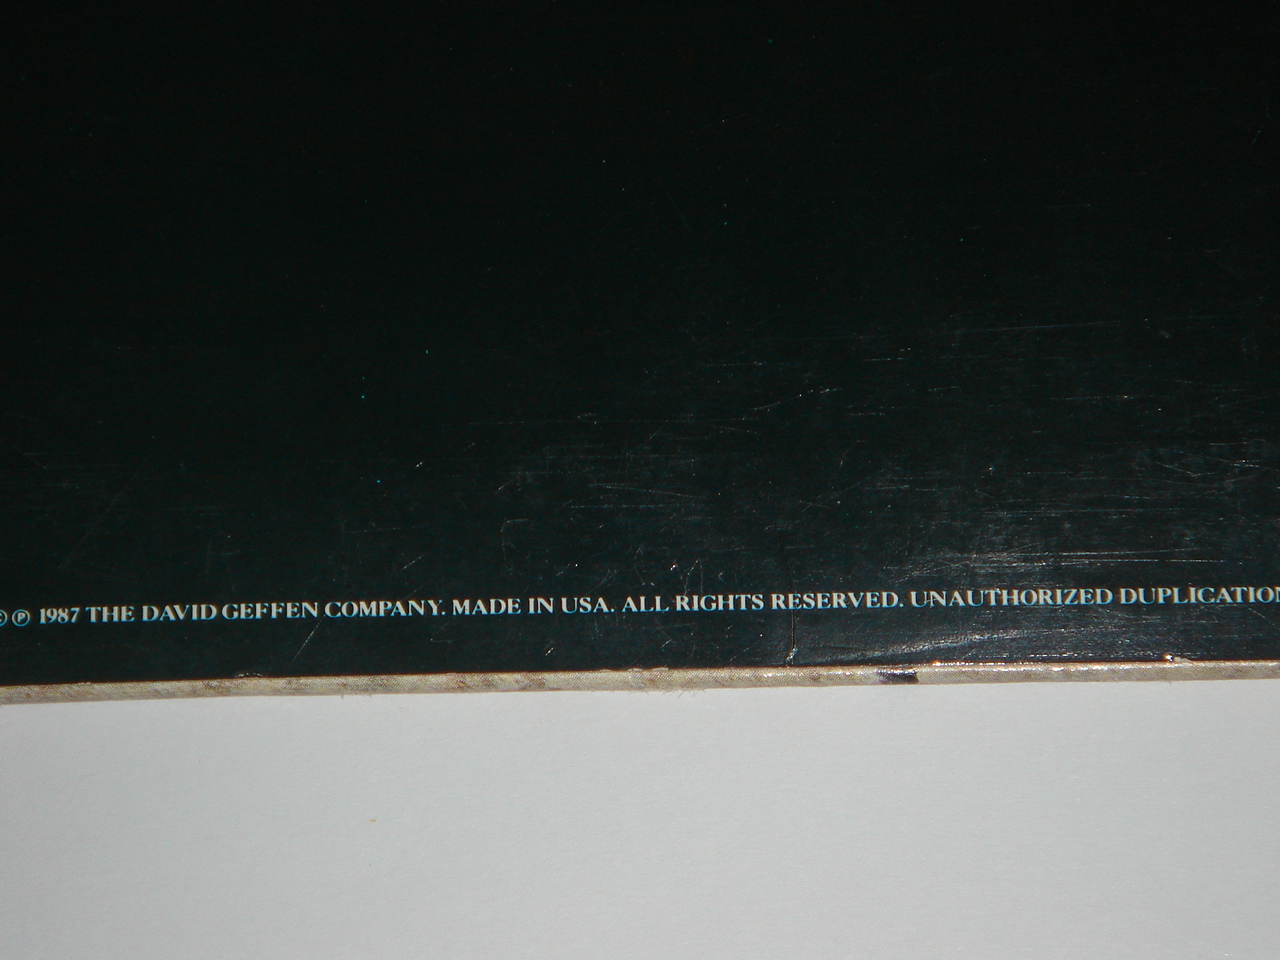 © ℗ 1987 THE DAVID GEFFEN COMPANY. MADE IN USA. ALL RIGHTS RESERVED. UNAUTHORIZED DUPLICATION